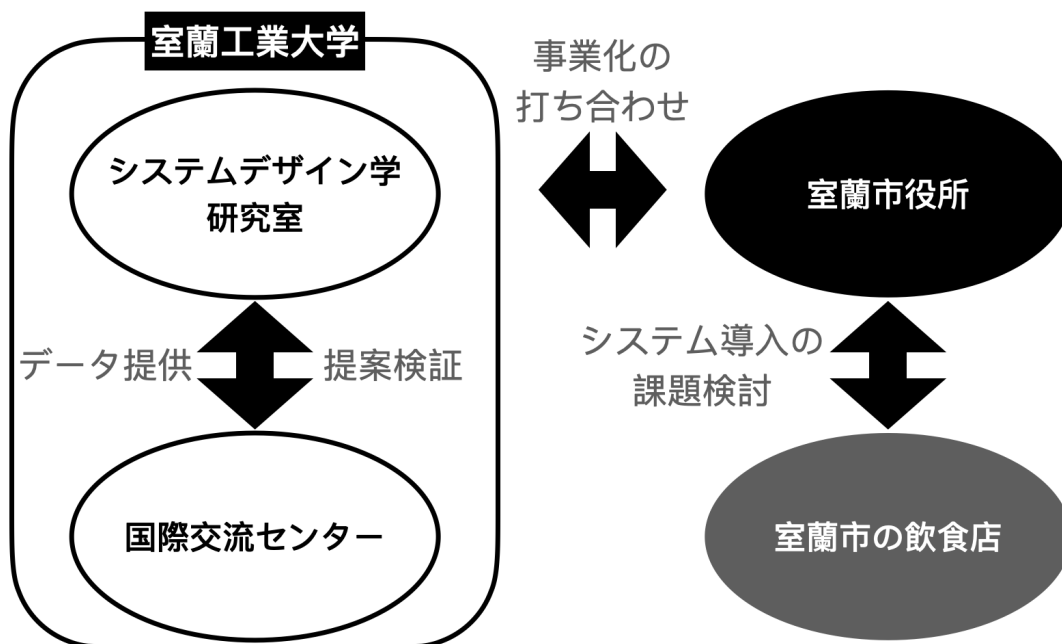 室蘭工業大学
システムデザイン学
研究室
データ提供
提案検証
国際交流センター
事業化の
打ち合わせ
室蘭市役所
システム導入の
課題検討
室蘭市の飲食店